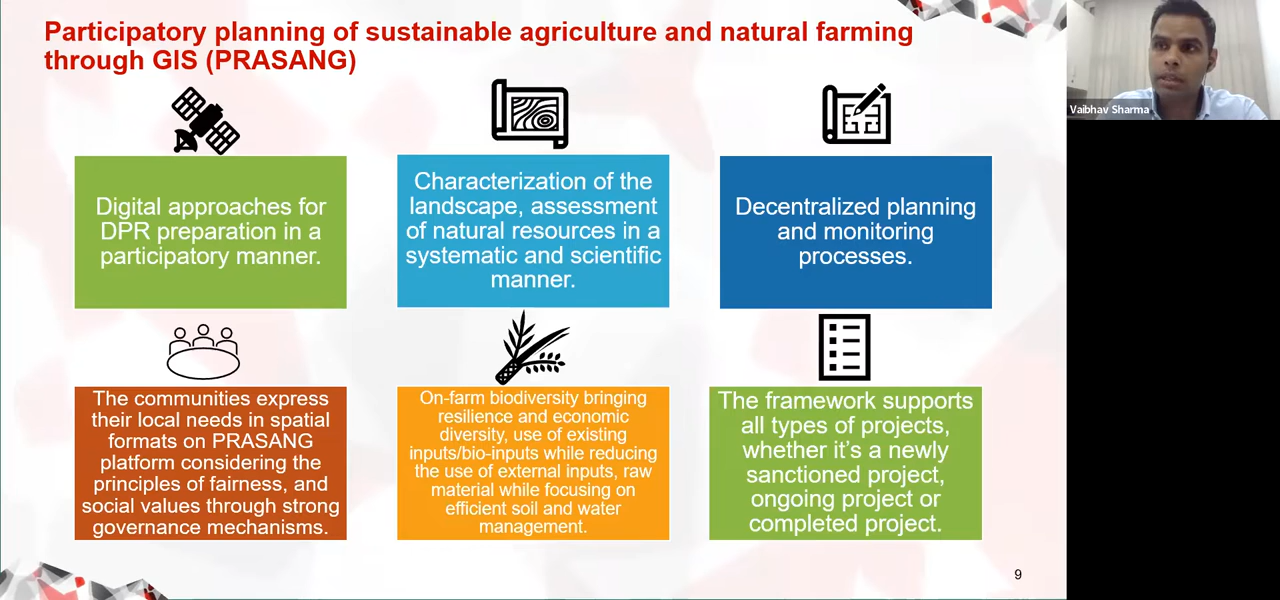 Participatory planning of sustainable agriculture and natural farming
through GIS (PRASANG)
Vaibhav Sharma
Digital approaches for
DPR preparation in a
participatory manner.
Characterization of the
landscape, assessment
of natural resources in a
systematic and scientific
manner.
Decentralized planning
and monitoring
processes.
The communities express
their local needs in spatial
formats on PRASANG
platform considering the
principles of fairness, and
social values through strong
governance mechanisms.
On-farm biodiversity bringing
resilience and economic
diversity, use of existing
inputs/bio-inputs while reducing
the use of external inputs, raw
material while focusing on
efficient soil and water
management.
The framework supports
all types of projects,
whether it's a newly
sanctioned project,
ongoing project or
completed project.
9